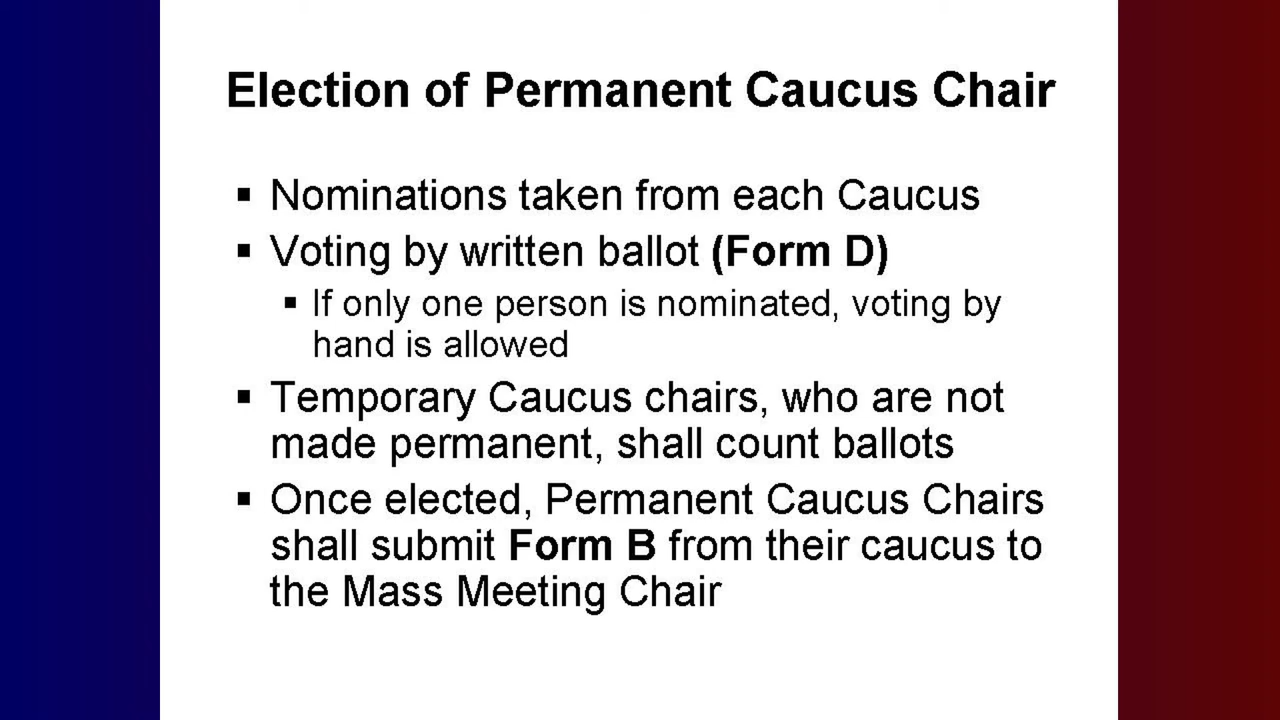 Election of Permanent Caucus Chair
▪ Nominations taken from each Caucus
▪ Voting by written ballot (Form D)
▪ If only one person is nominated, voting by
hand is allowed
▪ Temporary Caucus chairs, who are not
made permanent, shall count ballots
▪ Once elected, Permanent Caucus Chairs
shall submit Form B from their caucus to
the Mass Meeting Chair